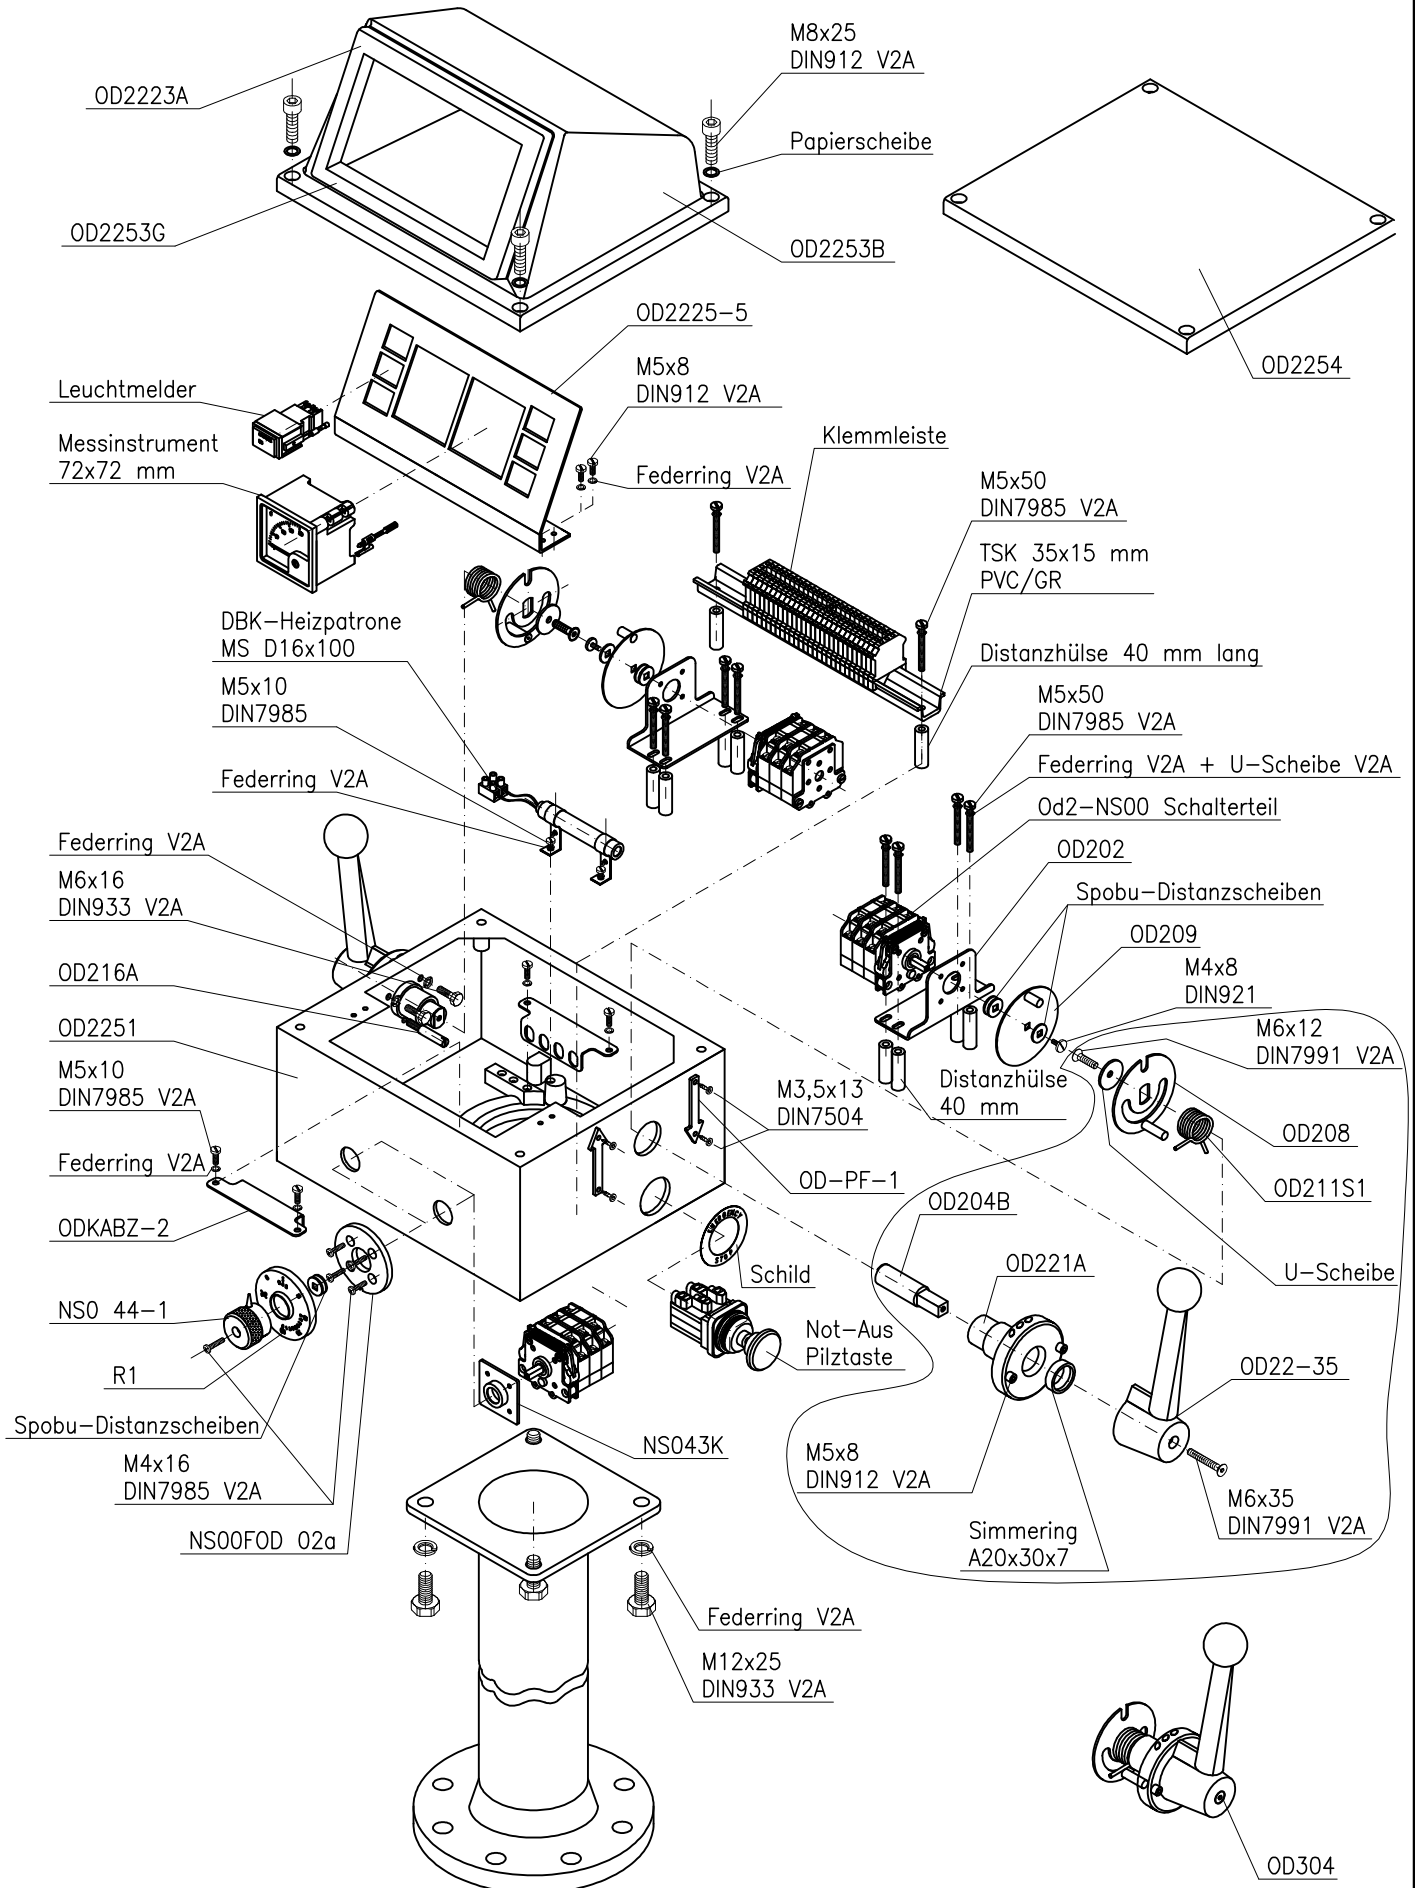 M8x25
DIN912 V2A
OD2223A
Papierscheibe
OD2253G
OD2253B
OD2225-5
OD2254
M5x8
DIN912 V2A
Leuchtmelder
Messinstrument
72x72 mm
Klemmleiste
Federring V2A
M5x50
DIN7985 V2A
TSK 35x15 mm
PVC/GR
DBK-Heizpatrone
MS D16x100
Distanzhülse 40 mm lang
M5x10
DIN7985
M5x50
DIN7985 V2A
Federring V2A
Federring V2A + U-Scheibe V2A
Od2-NS00 Schalterteil
Federring V2A
OD202
M6x16
DIN933 V2A
Spobu-Distanzscheiben
OD209
OD216A
M4x8
DIN921
OD2251
M6x12
DIN7991 V2A
M5x10
DIN7985 V2A
M3,5x13
DIN7504
Distanzhülse
40 mm
OD208
Federring V2A
OD-PF-1
OD211S1
OD204B
ODKABZ-2
STOP
Schild
OD221A
U-Scheibe
NS0 44-1
Not-Aus
Pilztaste
R1
OD22-35
Spobu-Distanzscheiben
NS043K
M5x8
DIN912 V2A
M4x16
DIN7985 V2A
M6x35
DIN7991 V2A
NS00FOD 02a
Simmering
A20x30x7
Federring V2A
M12x25
DIN933 V2A
OD304